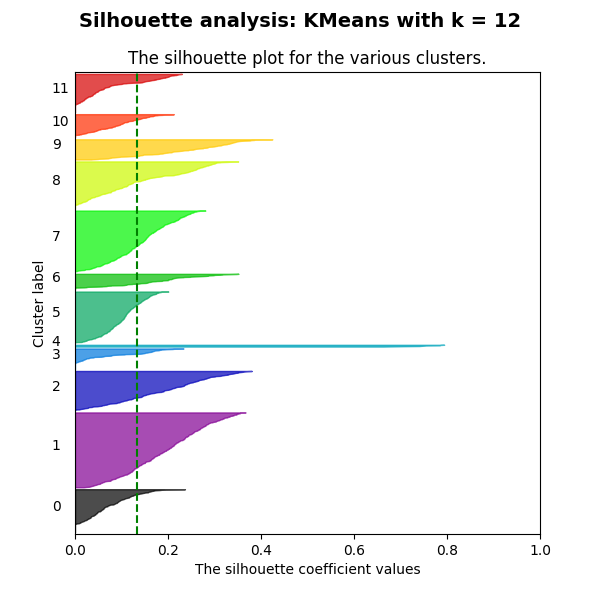 Silhouette analysis: KMeans with k = 12
The silhouette plot for the various clusters.
11
10
9
8
7
6
5
4
3
2
1
0
Cluster label
0.0 0.2 0.4 0.6 0.8 1.0
The silhouette coefficient values